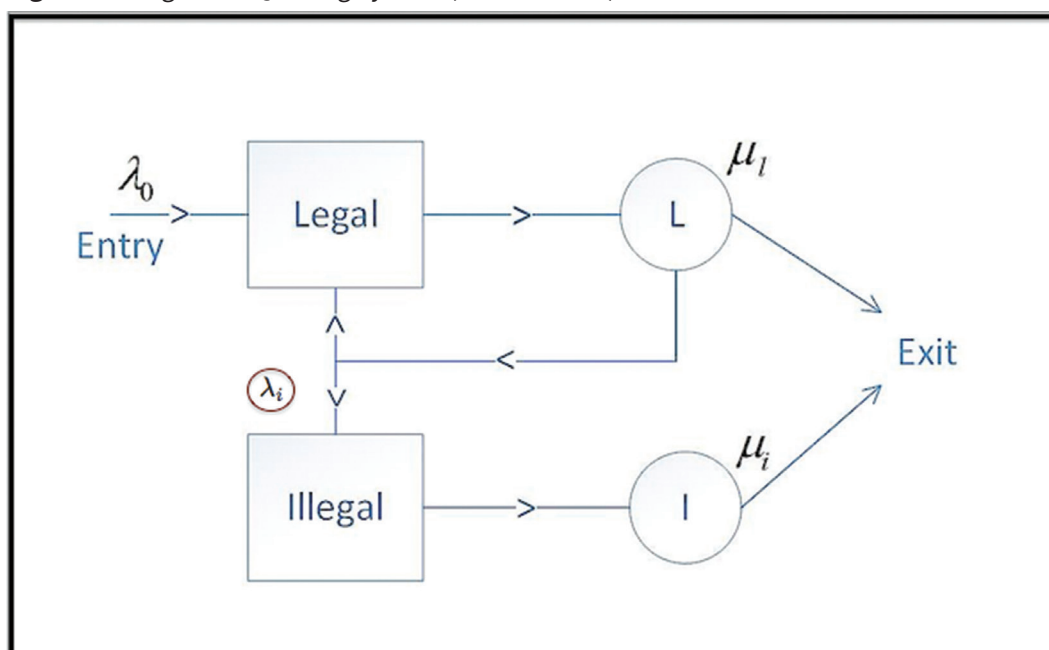 λ₀
Entry
Legal
L
μₗ
Exit
λᵢ
Illegal
I
μᵢ